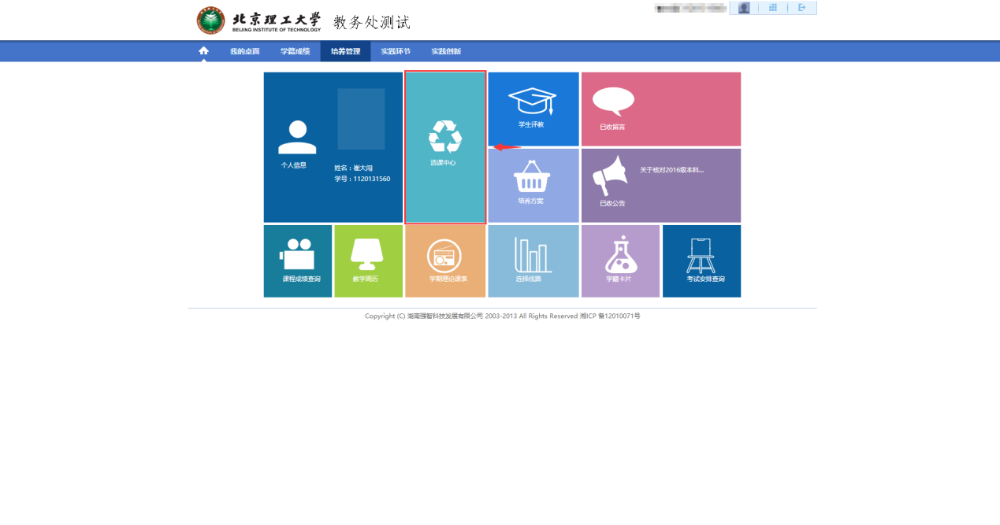 北京理工大学 教务处测试
BEIJING INSTITUTE OF TECHNOLOGY
我的桌面 学籍成绩 培养管理 实践环节 实践创新
个人信息
姓名：崔大闯
学号：1120131560
选课中心
学生评教
已收留言
培养方案
关于核对2016级本科...
已收公告
课程成绩查询
教学周历
学期理论课表
选择线路
学籍卡片
考试安排查询
Copyright (C) 湖南强智科技发展有限公司 2003-2013 All Rights Reserved 湘ICP 备12010071号